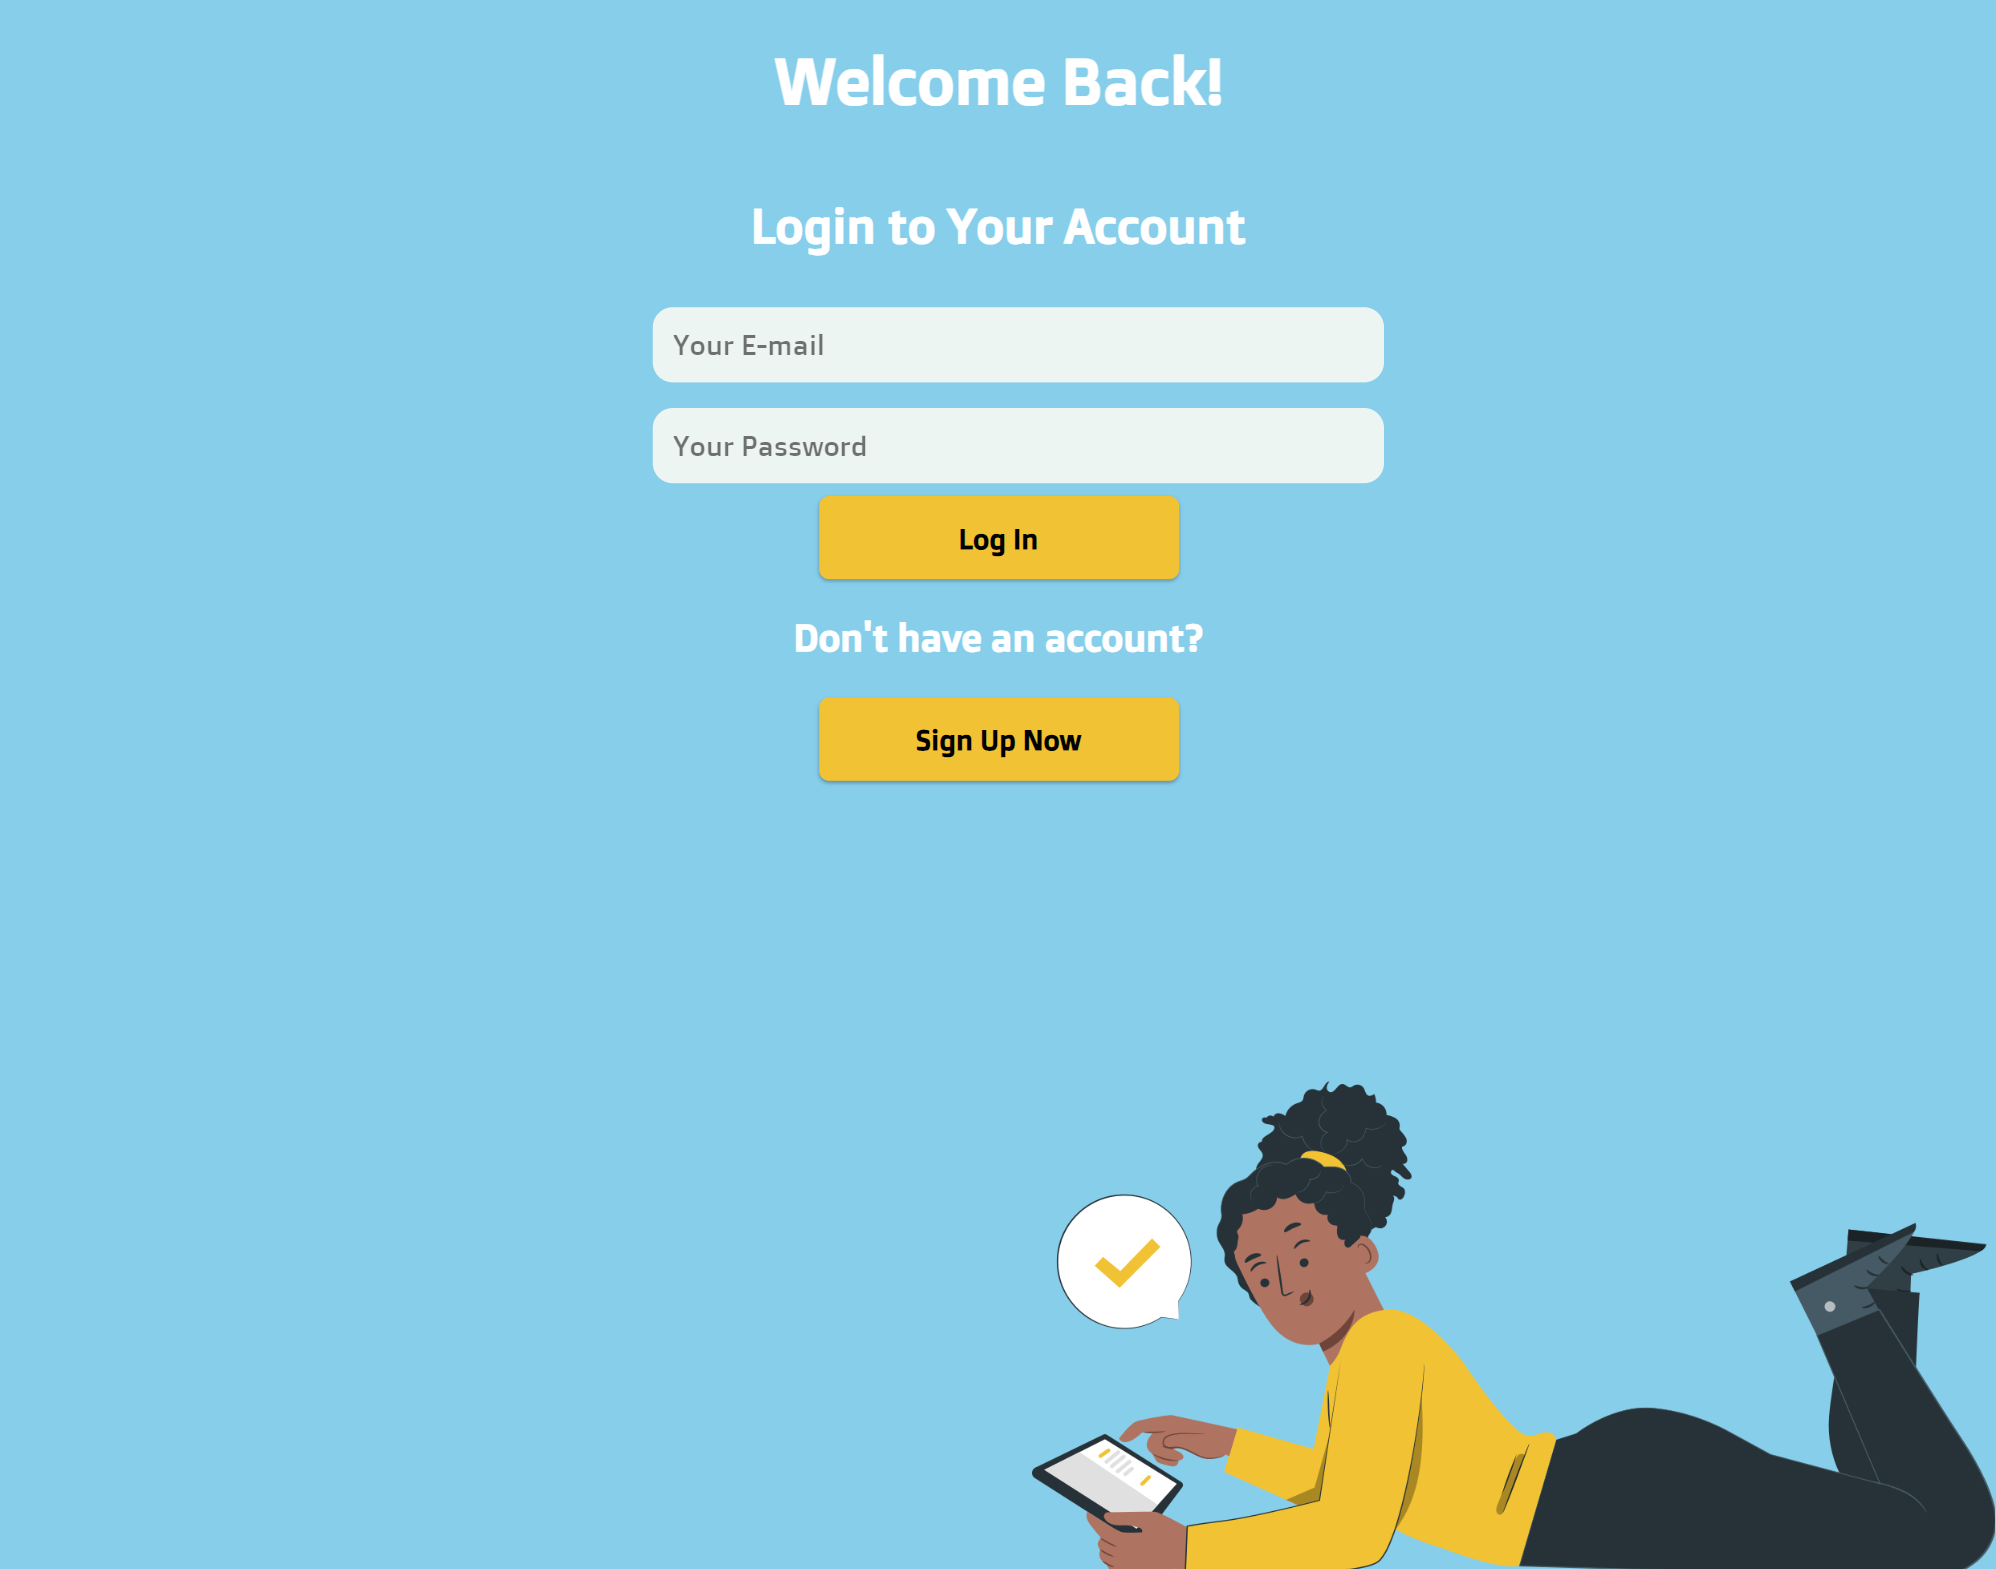 Welcome Back!
Login to Your Account
Your E-mail
Your Password
Log In
Don't have an account?
Sign Up Now